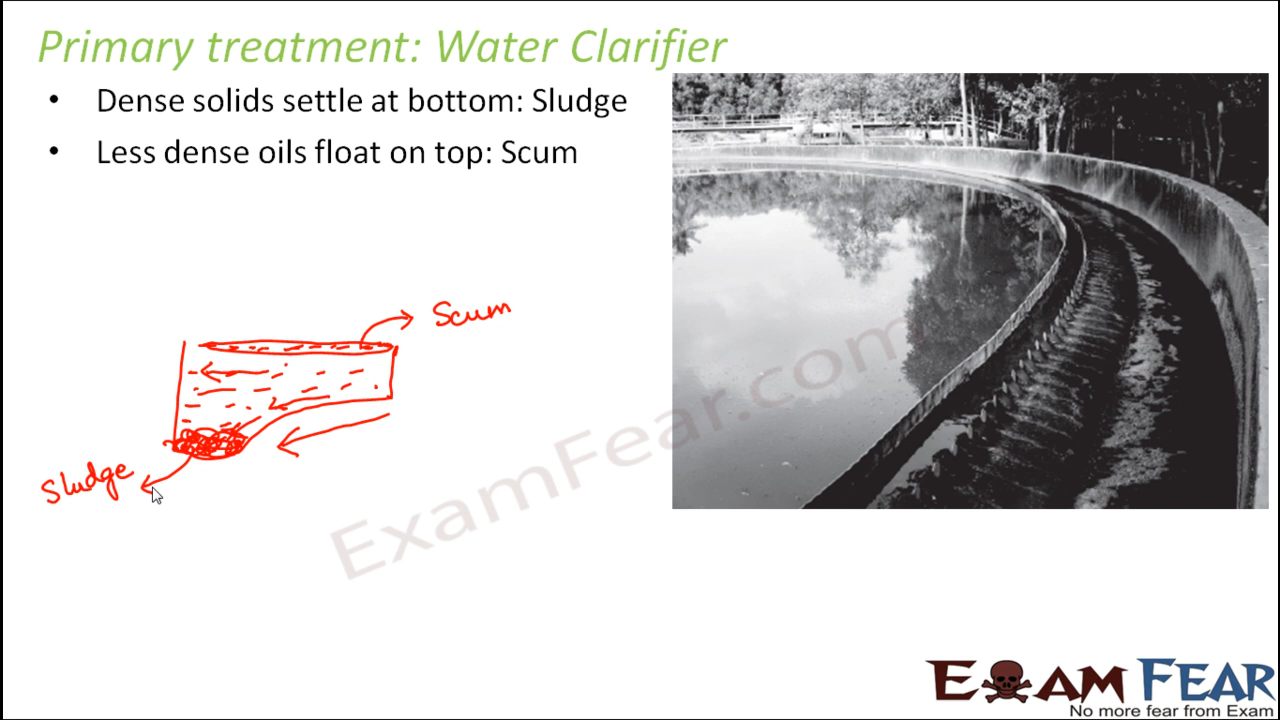 Primary treatment: Water Clarifier
• Dense solids settle at bottom: Sludge
• Less dense oils float on top: Scum
Scum
Sludge
ExamFear.com
EXAM FEAR
No more fear from Exam